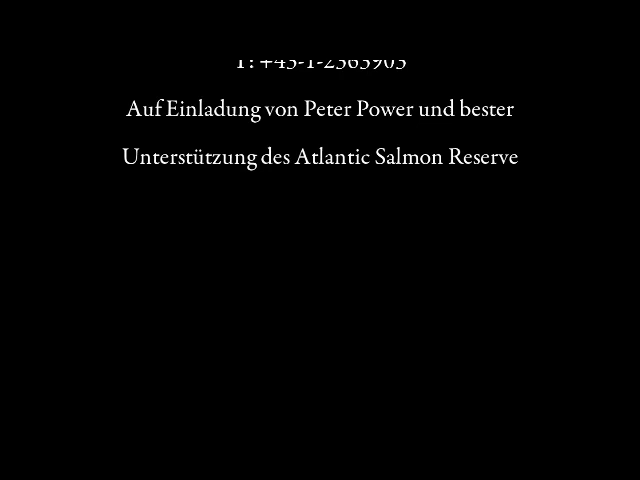 Auf Einladung von Peter Power und bester
Unterstützung des Atlantic Salmon Reserve